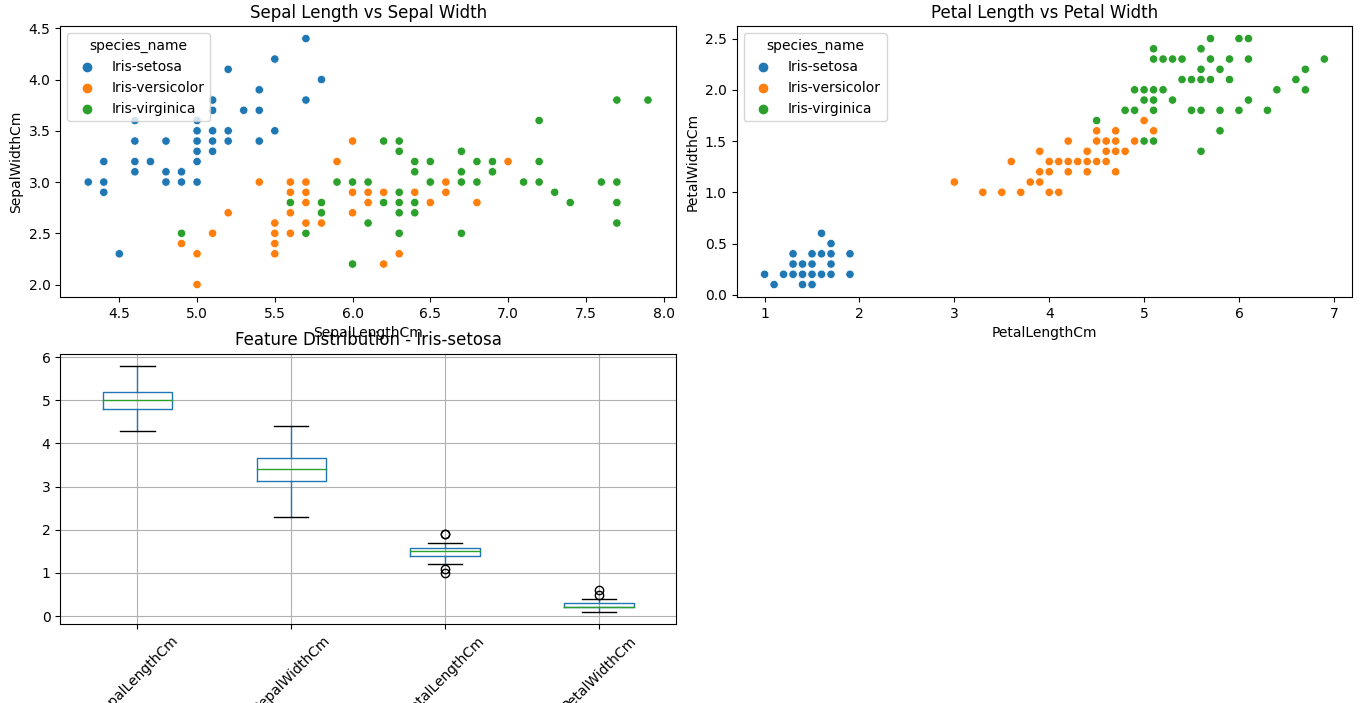 Sepal Length vs Sepal Width
4.5
4.0
3.5
3.0
2.5
2.0
SepalWidthCm
species_name
Iris-setosa
Iris-versicolor
Iris-virginica
4.5 5.0 5.5 6.0 6.5 7.0 7.5 8.0
SepalLengthCm
Petal Length vs Petal Width
2.5
2.0
1.5
1.0
0.5
0.0
PetalWidthCm
species_name
Iris-setosa
Iris-versicolor
Iris-virginica
1 2 3 4 5 6 7
PetalLengthCm
Feature Distribution - Iris-setosa
6
5
4
3
2
1
0
palLengthCm
epalWidthCm
talLengthCm
PetalWidthCm